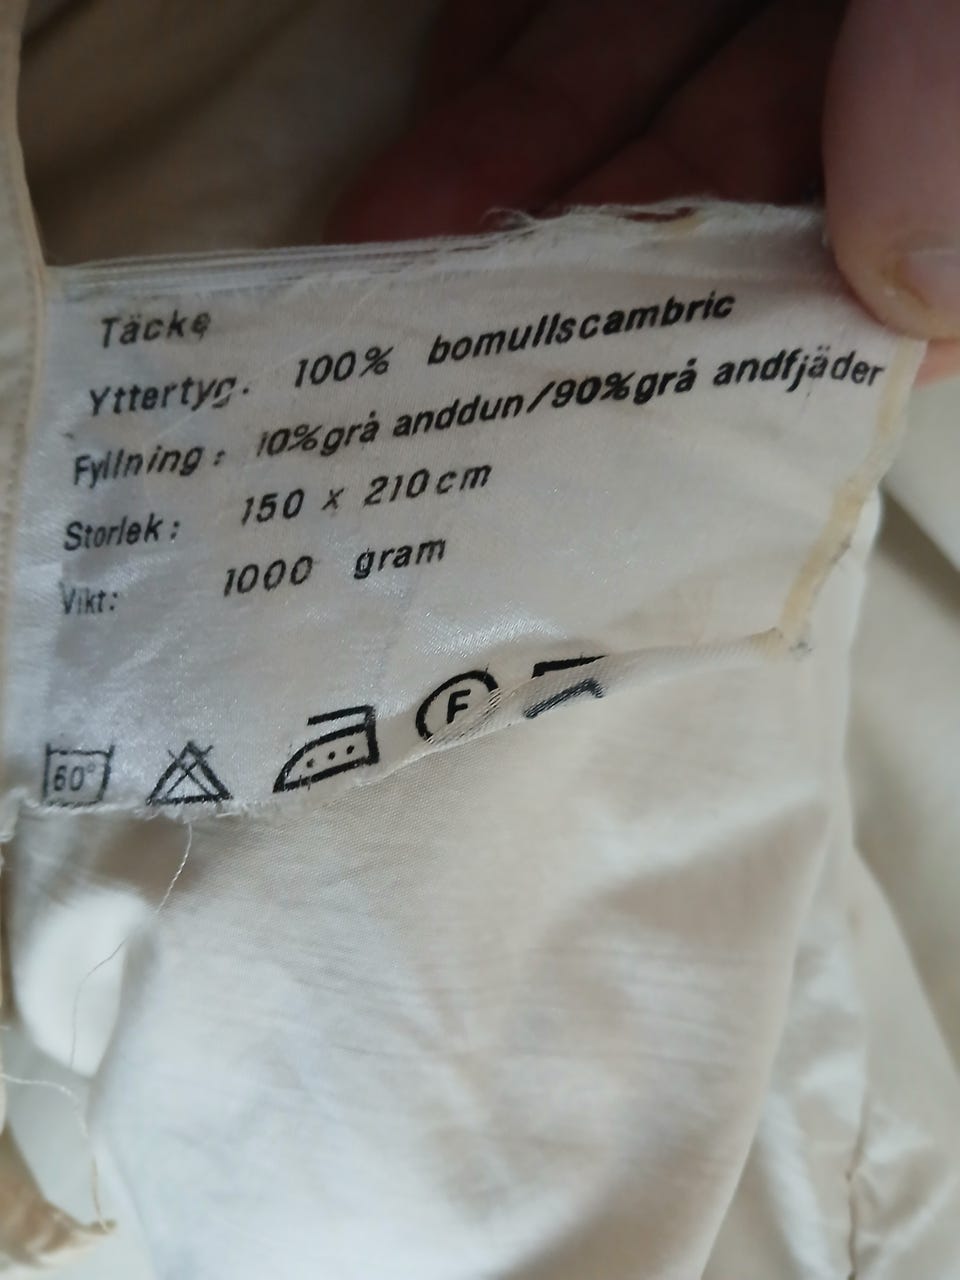 Täcke
Yttertyg. 100% bomullscambric
Fyllning: 10%grå anddun/90%grå andfjäder
Storlek: 150 x 210cm
Vikt: 1000 gram
60° F